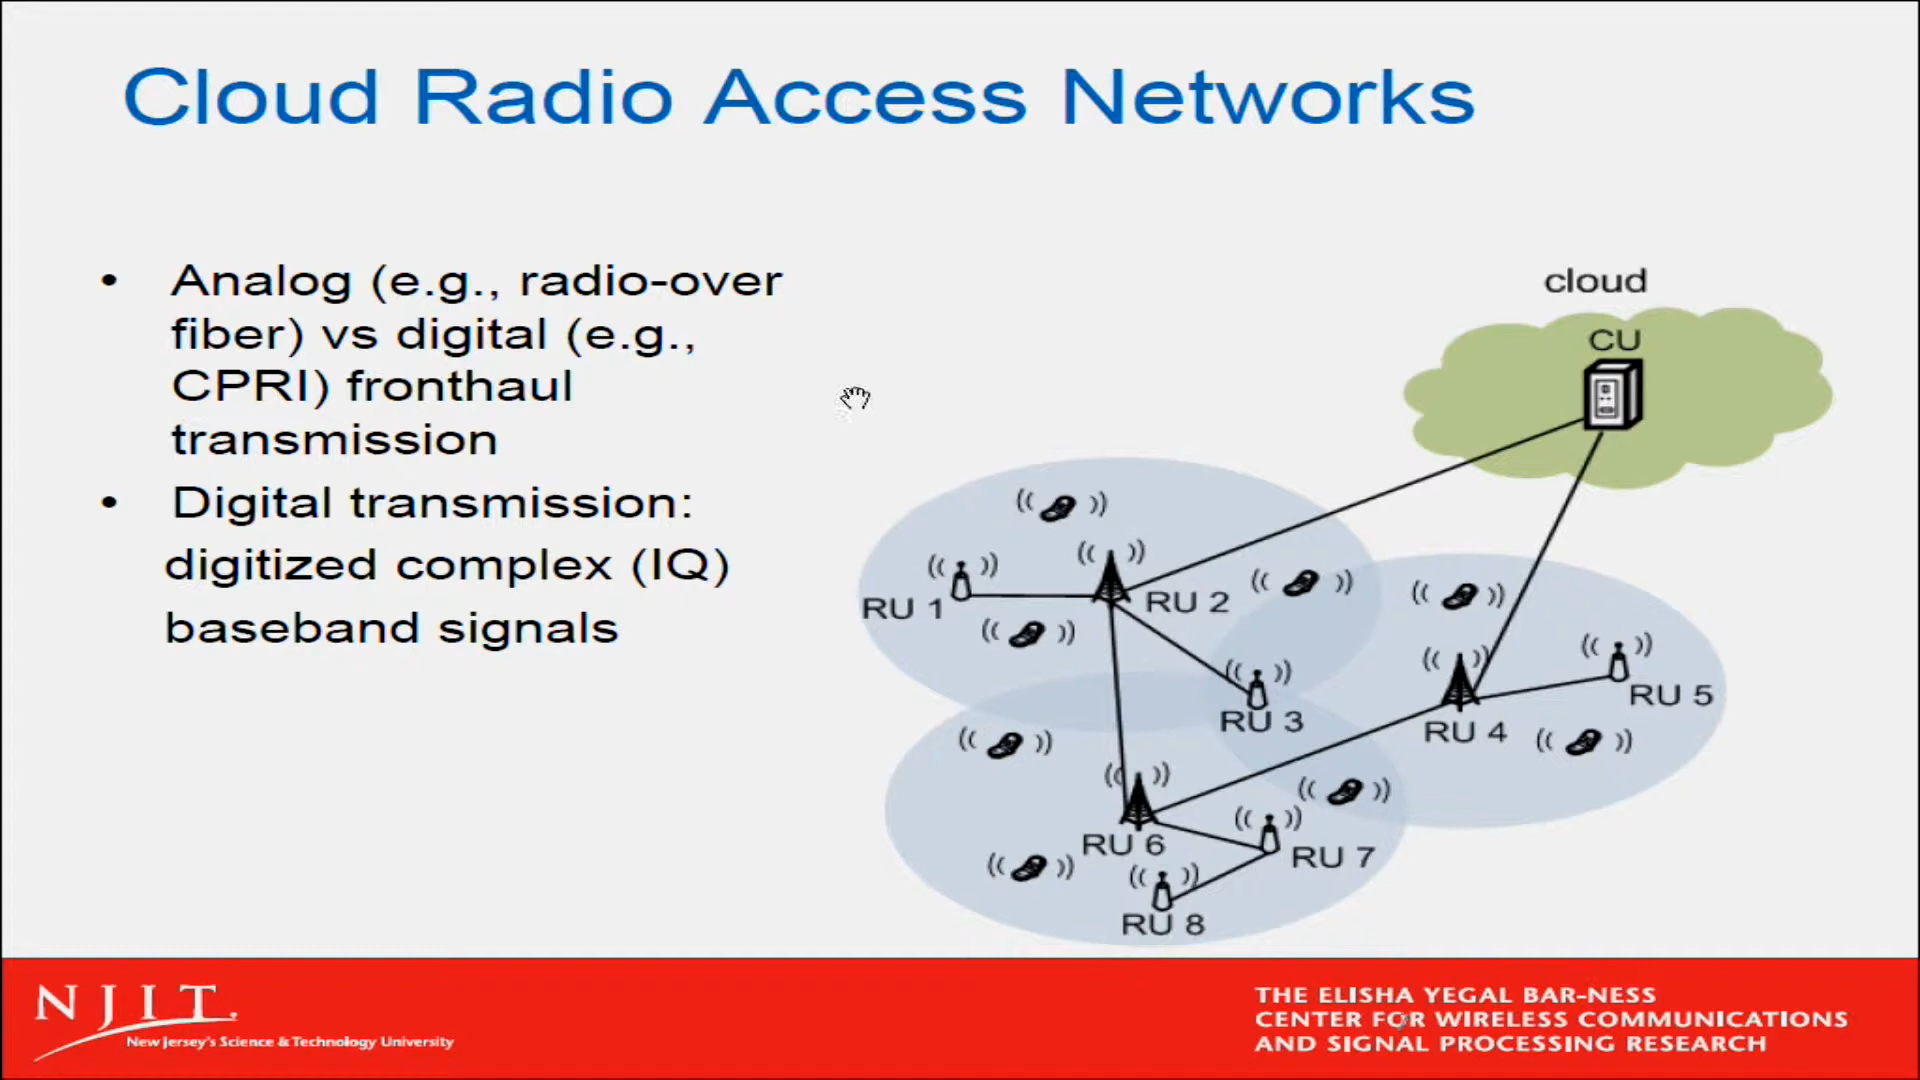 Cloud Radio Access Networks
• Analog (e.g., radio-over
fiber) vs digital (e.g.,
CPRI) fronthaul
transmission
• Digital transmission:
digitized complex (IQ)
baseband signals
cloud
CU
RU 1
RU 2
RU 3
RU 4
RU 5
RU 6
RU 7
RU 8
NJIT
New Jersey's Science & Technology University
THE ELISHA YEGAL BAR-NESS
CENTER FOR WIRELESS COMMUNICATIONS
AND SIGNAL PROCESSING RESEARCH